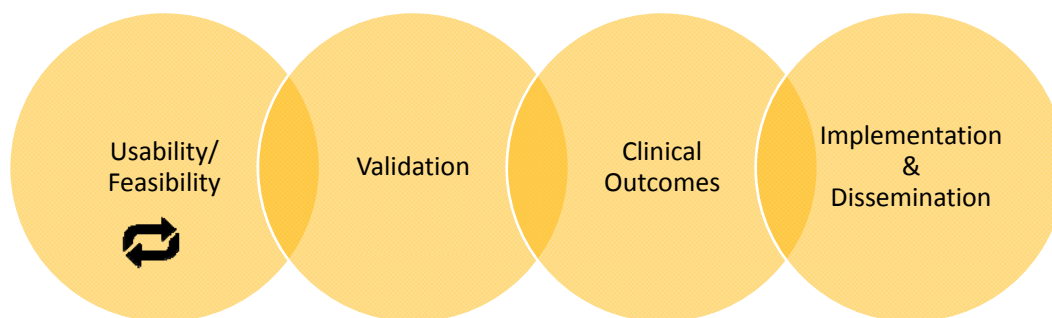 Usability/
Feasibility
Validation
Clinical
Outcomes
Implementation
&
Dissemination